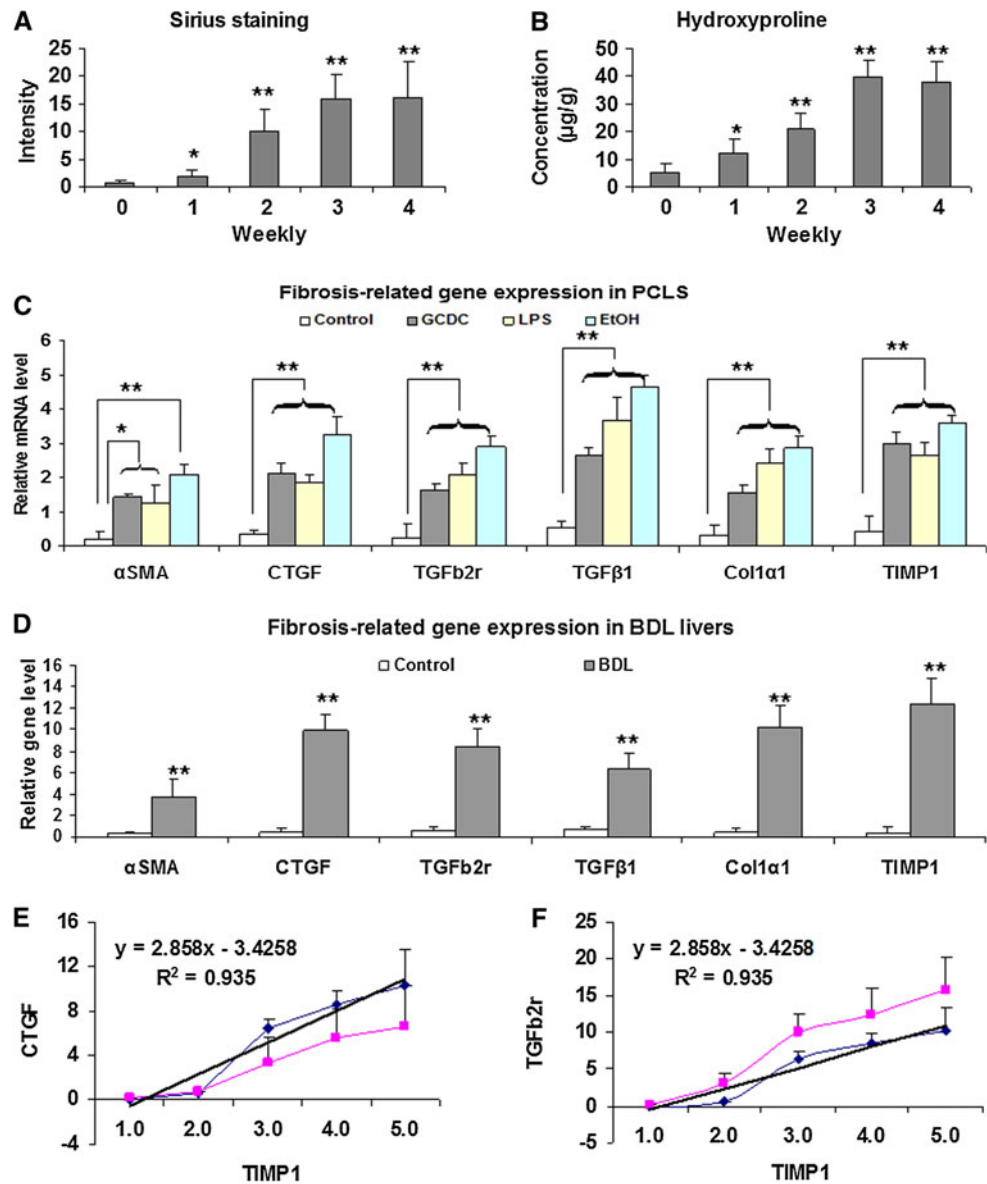 A
Sirius staining
Intensity
25
20
15
10
5
0
*
**
**
**
0 1 2 3 4
Weekly
B
Hydroxyproline
Concentration
(µg/g)
50
40
30
20
10
0
*
**
**
**
0 1 2 3 4
Weekly
C
Fibrosis-related gene expression in PCLS
Control GCDC LPS EtOH
Relative mRNA level
6
5
4
3
2
1
0
**
*
**
**
**
**
**
αSMA CTGF TGFb2r TGFβ1 Col1α1 TIMP1
D
Fibrosis-related gene expression in BDL livers
Control BDL
Relative gene level
16
14
12
10
8
6
4
2
0
**
**
**
**
**
**
αSMA CTGF TGFb2r TGFβ1 Col1α1 TIMP1
E
y = 2.858x - 3.4258
R² = 0.935
CTGF
16
12
8
4
0
-4
1.0 2.0 3.0 4.0 5.0
TIMP1
F
y = 2.858x - 3.4258
R² = 0.935
TGFb2r
25
20
15
10
5
0
-5
1.0 2.0 3.0 4.0 5.0
TIMP1